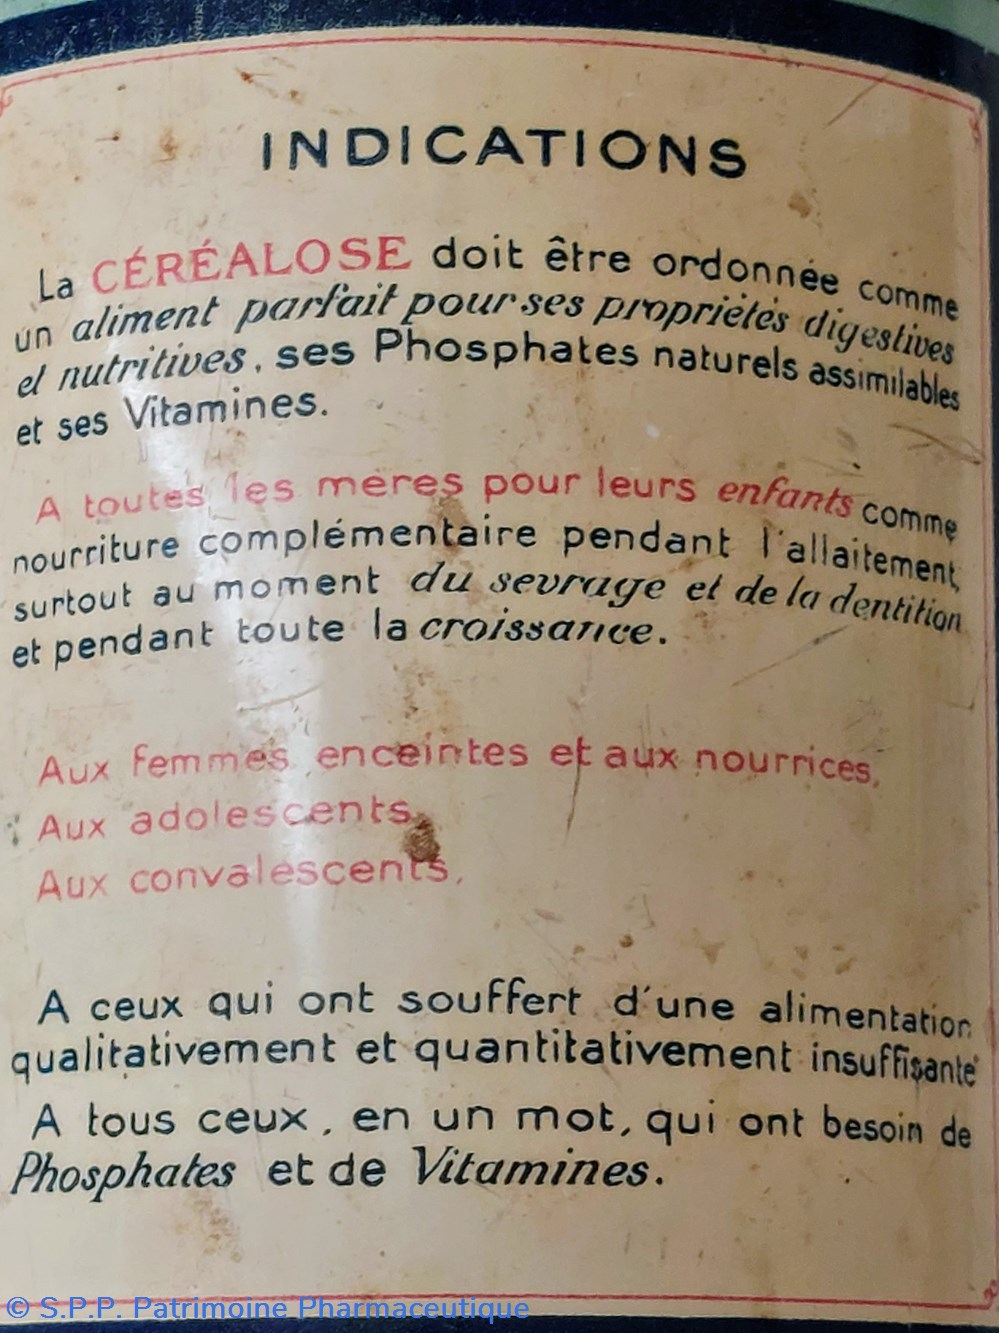 INDICATIONS
La CÉRÉALOSE doit être ordonnée comme
un aliment parfait pour ses propriétés digestives
et nutritives, ses Phosphates naturels assimilables
et ses Vitamines.
A toutes les mères pour leurs enfants comme
nourriture complémentaire pendant l'allaitement,
surtout au moment du sevrage et de la dentition
et pendant toute la croissance.
Aux femmes enceintes et aux nourrices,
Aux adolescents,
Aux convalescents,
A ceux qui ont souffert d'une alimentation
qualitativement et quantitativement insuffisante
A tous ceux, en un mot, qui ont besoin de
Phosphates et de Vitamines.
© S.P.P. Patrimoine Pharmaceutique